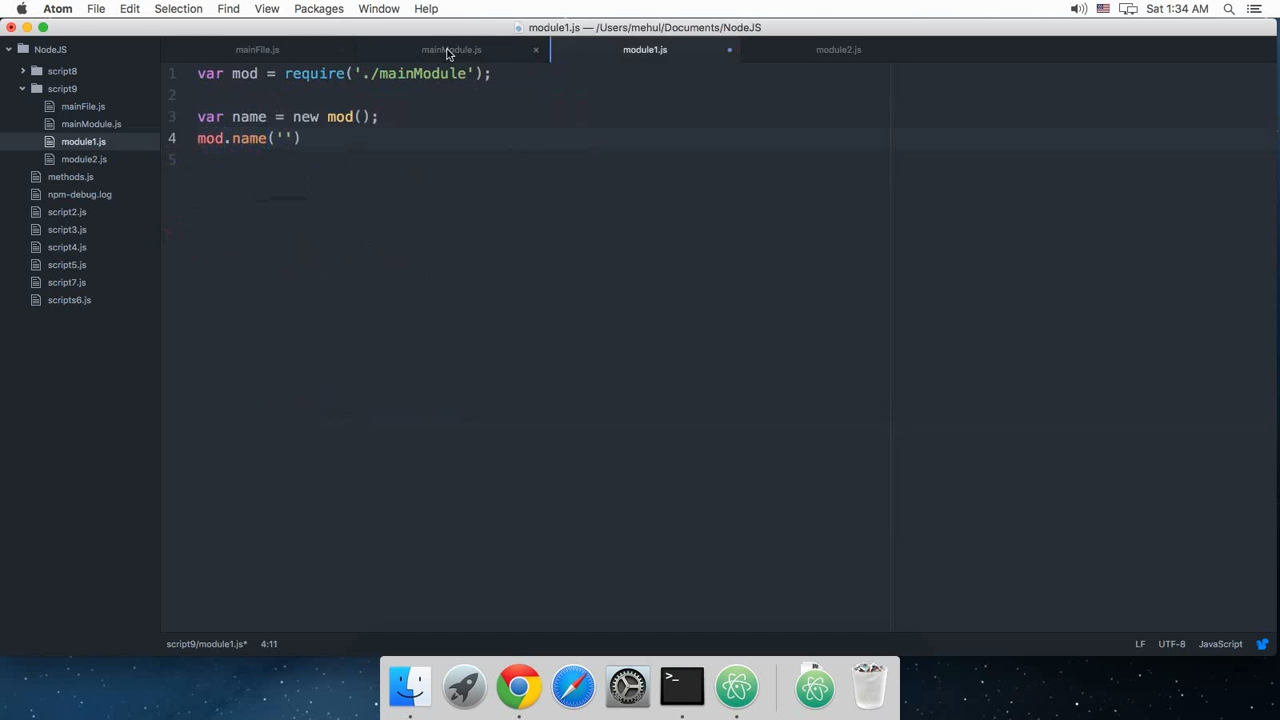 Atom File Edit Selection Find View Packages Window Help Sat 1:34 AM
module1.js — /Users/mehul/Documents/NodeJS
NodeJS
script8
script9
mainFile.js
mainModule.js
module1.js
module2.js
methods.js
npm-debug.log
script2.js
script3.js
script4.js
script5.js
script7.js
scripts6.js
mainFile.js mainModule.js module1.js module2.js
1 var mod = require('./mainModule');
2
3 var name = new mod();
4 mod.name('')
5
script9/module1.js* 4:11 LF UTF-8 JavaScript